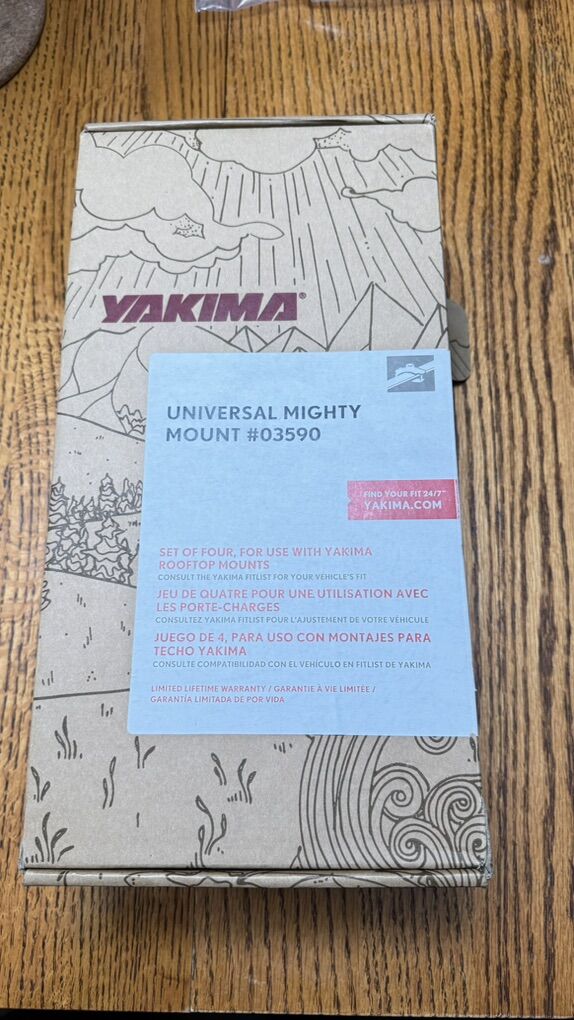 YAKIMA®
UNIVERSAL MIGHTY
MOUNT #03590
FIND YOUR FIT 24/7™
YAKIMA.COM
SET OF FOUR, FOR USE WITH YAKIMA
ROOFTOP MOUNTS
CONSULT THE YAKIMA FITLIST FOR YOUR VEHICLE'S FIT
JEU DE QUATRE POUR UNE UTILISATION AVEC
LES PORTE-CHARGES
CONSULTEZ YAKIMA FITLIST POUR L'AJUSTEMENT DE VOTRE VÉHICULE
JUEGO DE 4, PARA USO CON MONTAJES PARA
TECHO YAKIMA
CONSULTE COMPATIBILIDAD CON EL VEHÍCULO EN FITLIST DE YAKIMA
LIMITED LIFETIME WARRANTY / GARANTIE À VIE LIMITÉE /
GARANTÍA LIMITADA DE POR VIDA